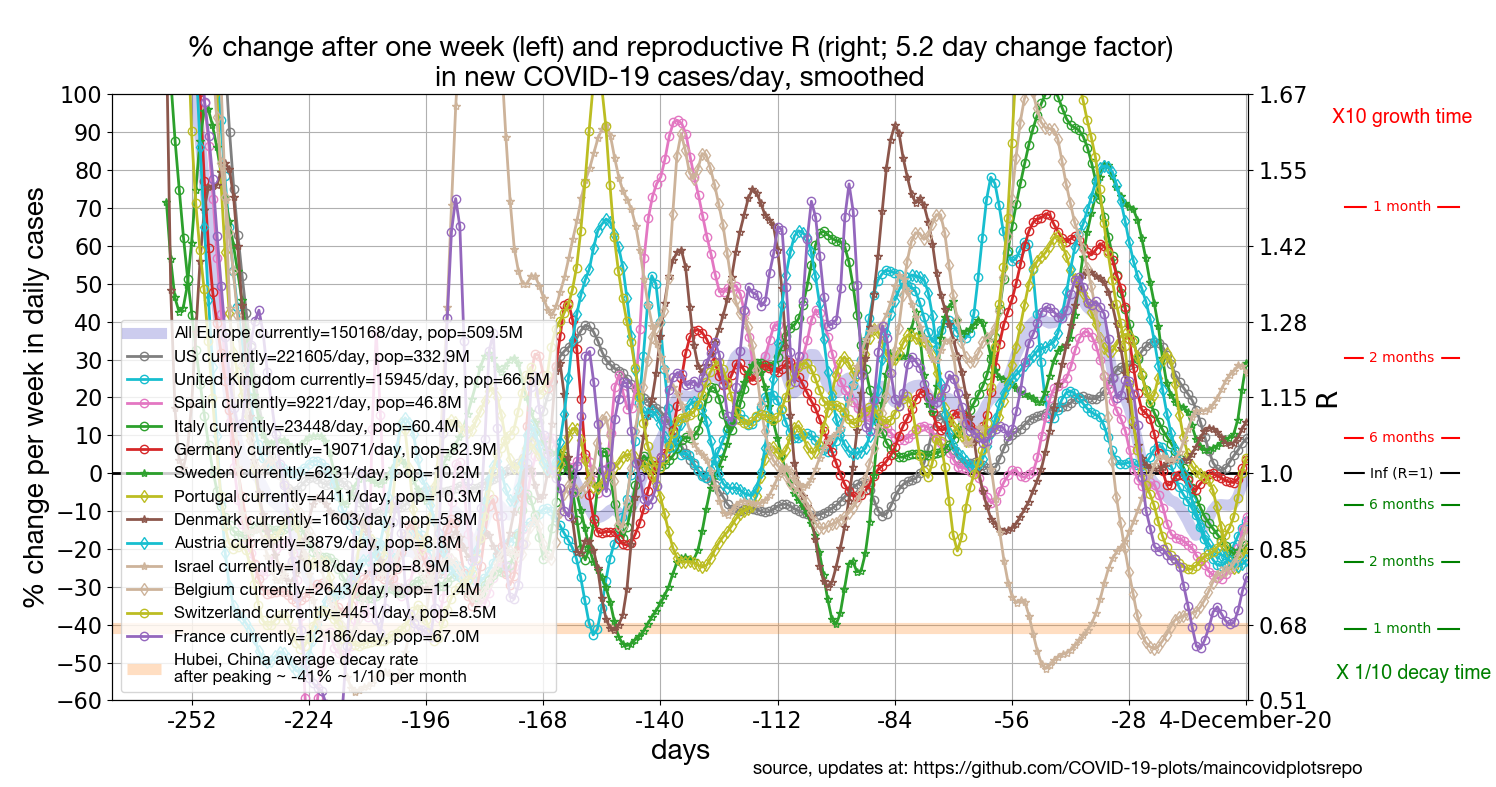 % change after one week (left) and reproductive R (right; 5.2 day change factor)
in new COVID-19 cases/day, smoothed
% change per week in daily cases
100
90
80
70
60
50
40
30
20
10
0
−10
−20
−30
−40
−50
−60
All Europe currently=150168/day, pop=509.5M
US currently=221605/day, pop=332.9M
United Kingdom currently=15945/day, pop=66.5M
Spain currently=9221/day, pop=46.8M
Italy currently=23448/day, pop=60.4M
Germany currently=19071/day, pop=82.9M
Sweden currently=6231/day, pop=10.2M
Portugal currently=4411/day, pop=10.3M
Denmark currently=1603/day, pop=5.8M
Austria currently=3879/day, pop=8.8M
Israel currently=1018/day, pop=8.9M
Belgium currently=2643/day, pop=11.4M
Switzerland currently=4451/day, pop=8.5M
France currently=12186/day, pop=67.0M
Hubei, China average decay rate
after peaking ~ -41% ~ 1/10 per month
-252 -224 -196 -168 -140 -112 -84 -56 -28 4-December-20
days
1.67
1.55
1.42
1.28
1.15
1.0
0.85
0.68
0.51
R
X10 growth time
1 month
2 months
6 months
Inf (R=1)
6 months
2 months
1 month
X 1/10 decay time
source, updates at: https://github.com/COVID-19-plots/maincovidplotsrepo